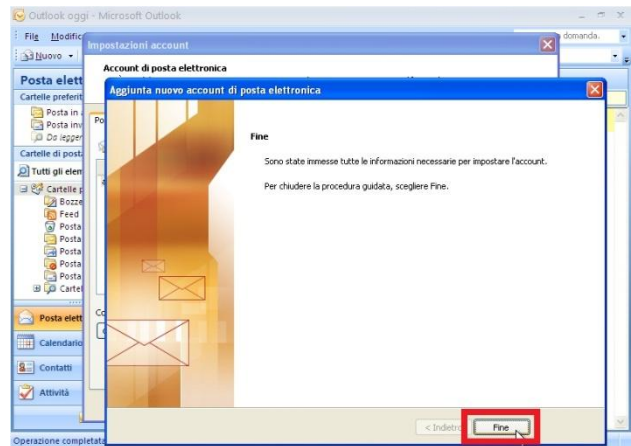 Outlook oggi - Microsoft Outlook
File Modific
domanda.
Impostazioni account
Nuovo
Account di posta elettronica
Posta elett
Aggiunta nuovo account di posta elettronica
Cartelle preferit
Posta in
Posta inv
Da legger
Po
Fine
Cartelle di posta
Sono state immesse tutte le informazioni necessarie per impostare l'account.
Tutti gli elem
Per chiudere la procedura guidata, scegliere Fine.
Cartelle p
Bozze
Feed
Posta
Posta
Posta
Posta
Posta
Cartel
Posta elett
Co
Calendario
Contatti
Attività
< Indietro
Fine
Operazione completata